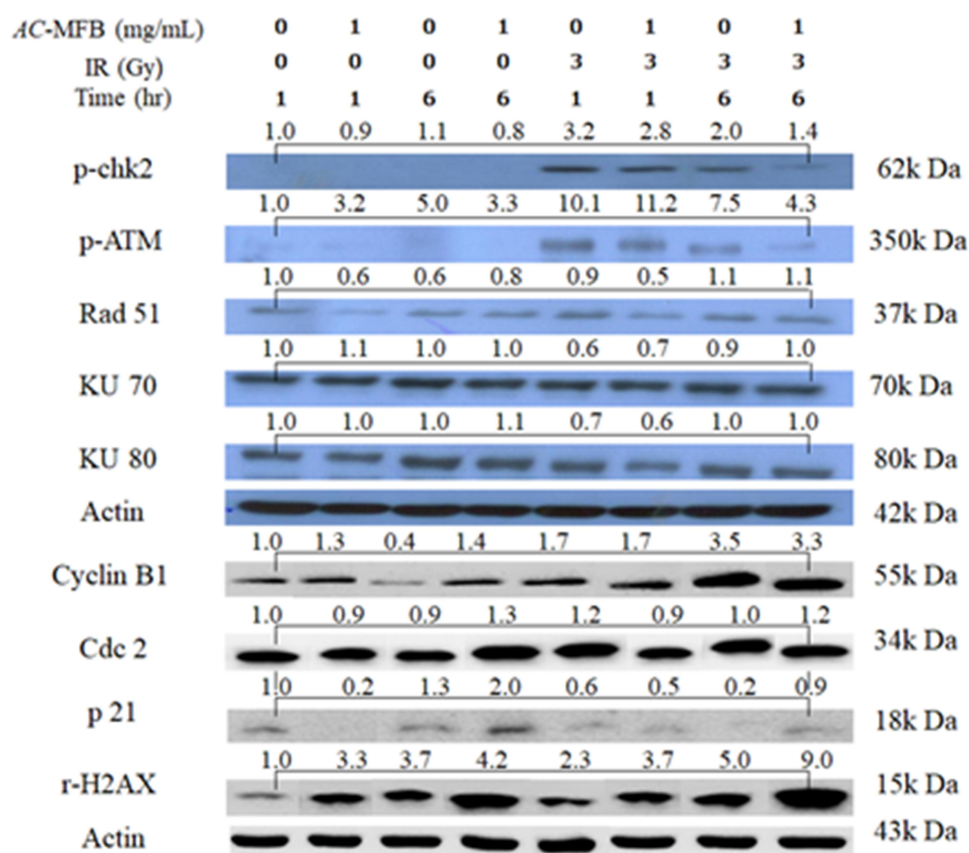 AC-MFB (mg/mL) 0 1 0 1 0 1 0 1
IR (Gy) 0 0 0 0 3 3 3 3
Time (hr) 1 1 6 6 1 1 6 6
1.0 0.9 1.1 0.8 3.2 2.8 2.0 1.4
p-chk2 62k Da
1.0 3.2 5.0 3.3 10.1 11.2 7.5 4.3
p-ATM 350k Da
1.0 0.6 0.6 0.8 0.9 0.5 1.1 1.1
Rad 51 37k Da
1.0 1.1 1.0 1.0 0.6 0.7 0.9 1.0
KU 70 70k Da
1.0 1.0 1.0 1.1 0.7 0.6 1.0 1.0
KU 80 80k Da
Actin 42k Da
1.0 1.3 0.4 1.4 1.7 1.7 3.5 3.3
Cyclin B1 55k Da
1.0 0.9 0.9 1.3 1.2 0.9 1.0 1.2
Cdc 2 34k Da
1.0 0.2 1.3 2.0 0.6 0.5 0.2 0.9
p 21 18k Da
1.0 3.3 3.7 4.2 2.3 3.7 5.0 9.0
r-H2AX 15k Da
Actin 43k Da